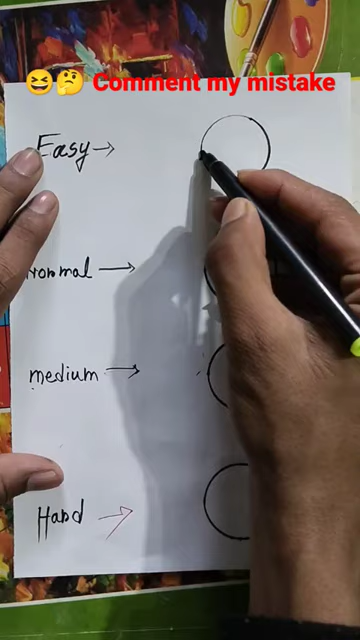 😆🤔 Comment my mistake
Easy →
Normal →
medium →
Hard →